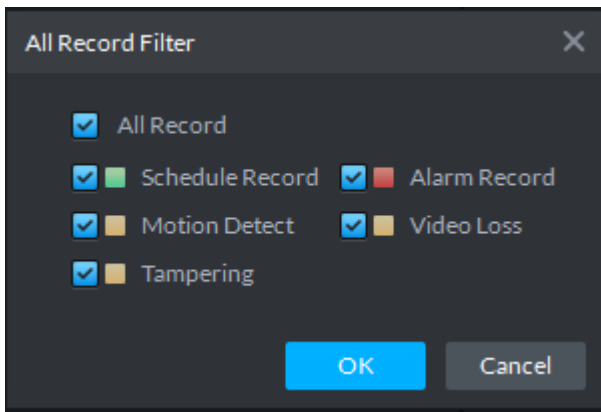 All Record Filter
All Record
Schedule Record Alarm Record
Motion Detect Video Loss
Tampering
OK Cancel